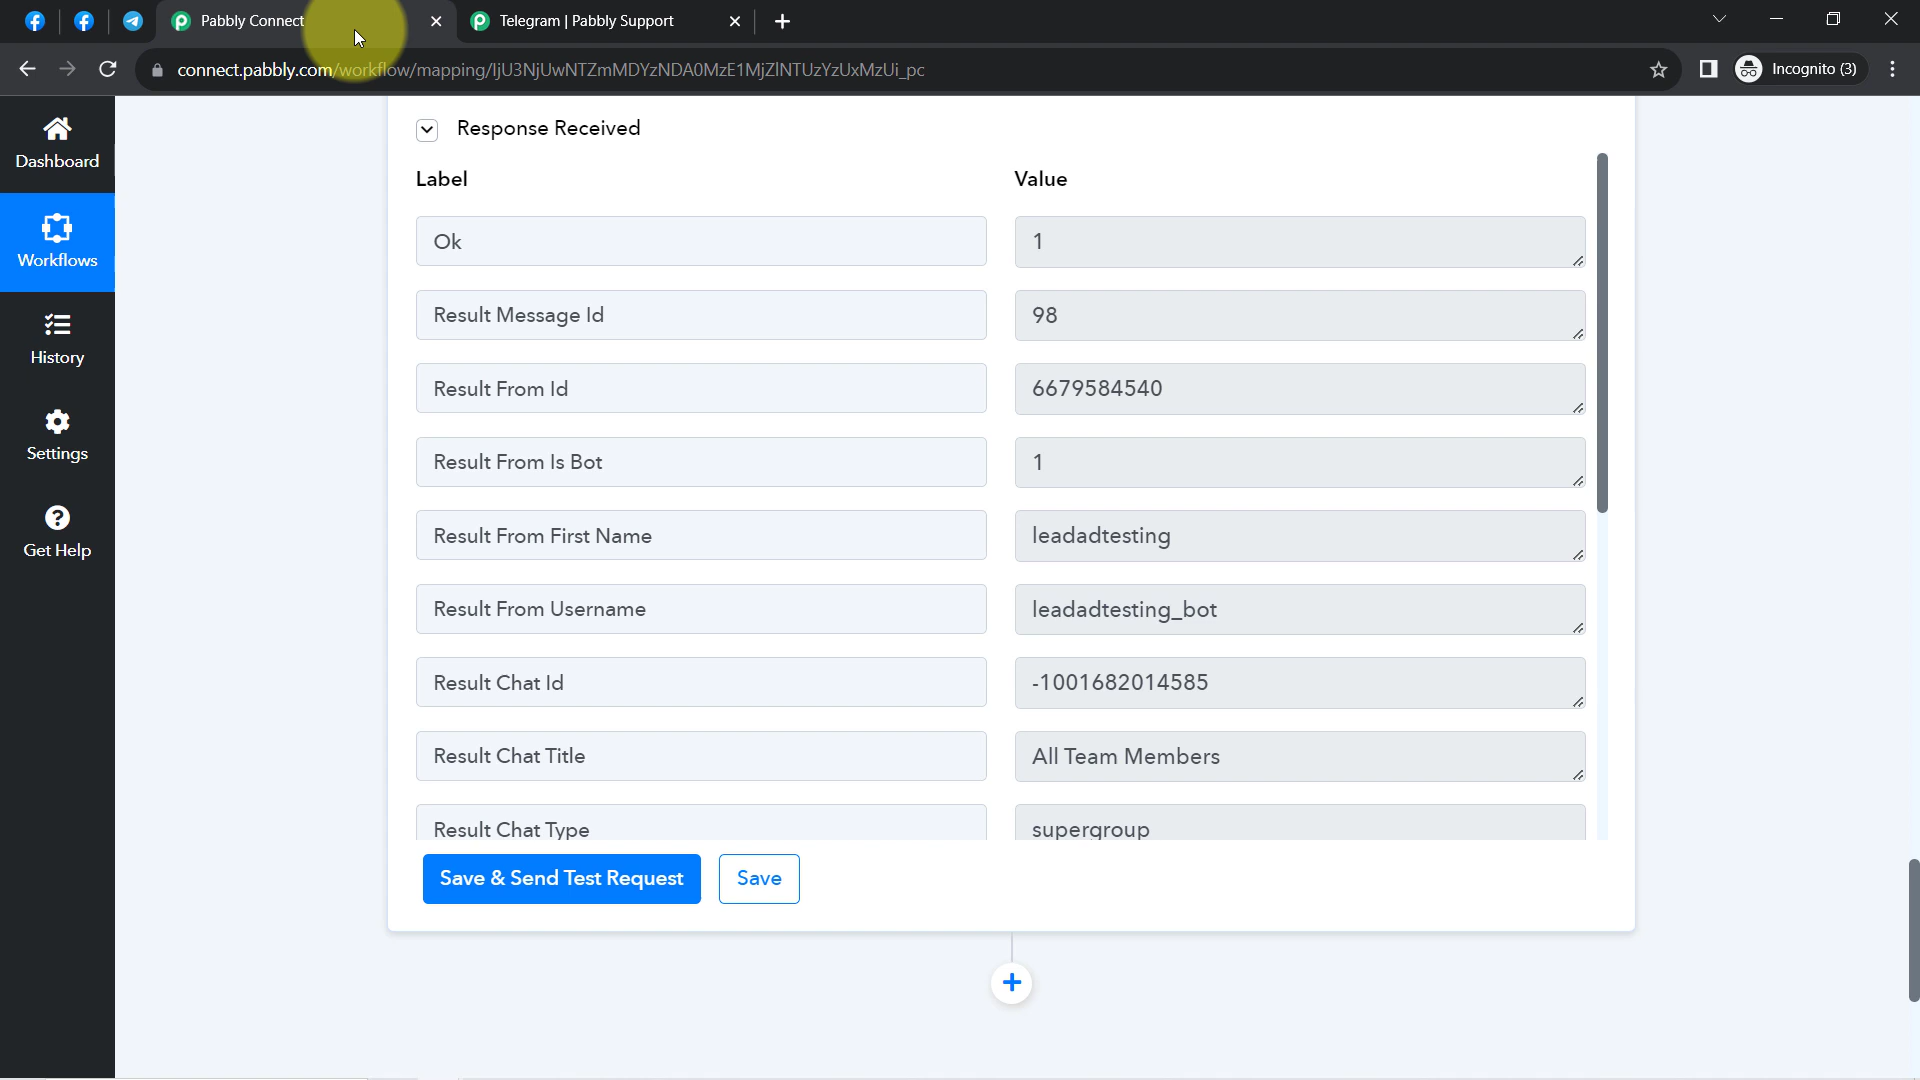 Pabbly Connect
Telegram | Pabbly Support
connect.pabbly.com/workflow/mapping/IjU3NjUwNTZmMDYzNDA0MzE1MjZlNTUzYzUxMzUi_pc
Incognito (3)
Dashboard
Workflows
History
Settings
Get Help
Response Received
Label Value
Ok 1
Result Message Id 98
Result From Id 6679584540
Result From Is Bot 1
Result From First Name leadadtesting
Result From Username leadadtesting_bot
Result Chat Id -1001682014585
Result Chat Title All Team Members
Result Chat Type supergroup
Save & Send Test Request Save